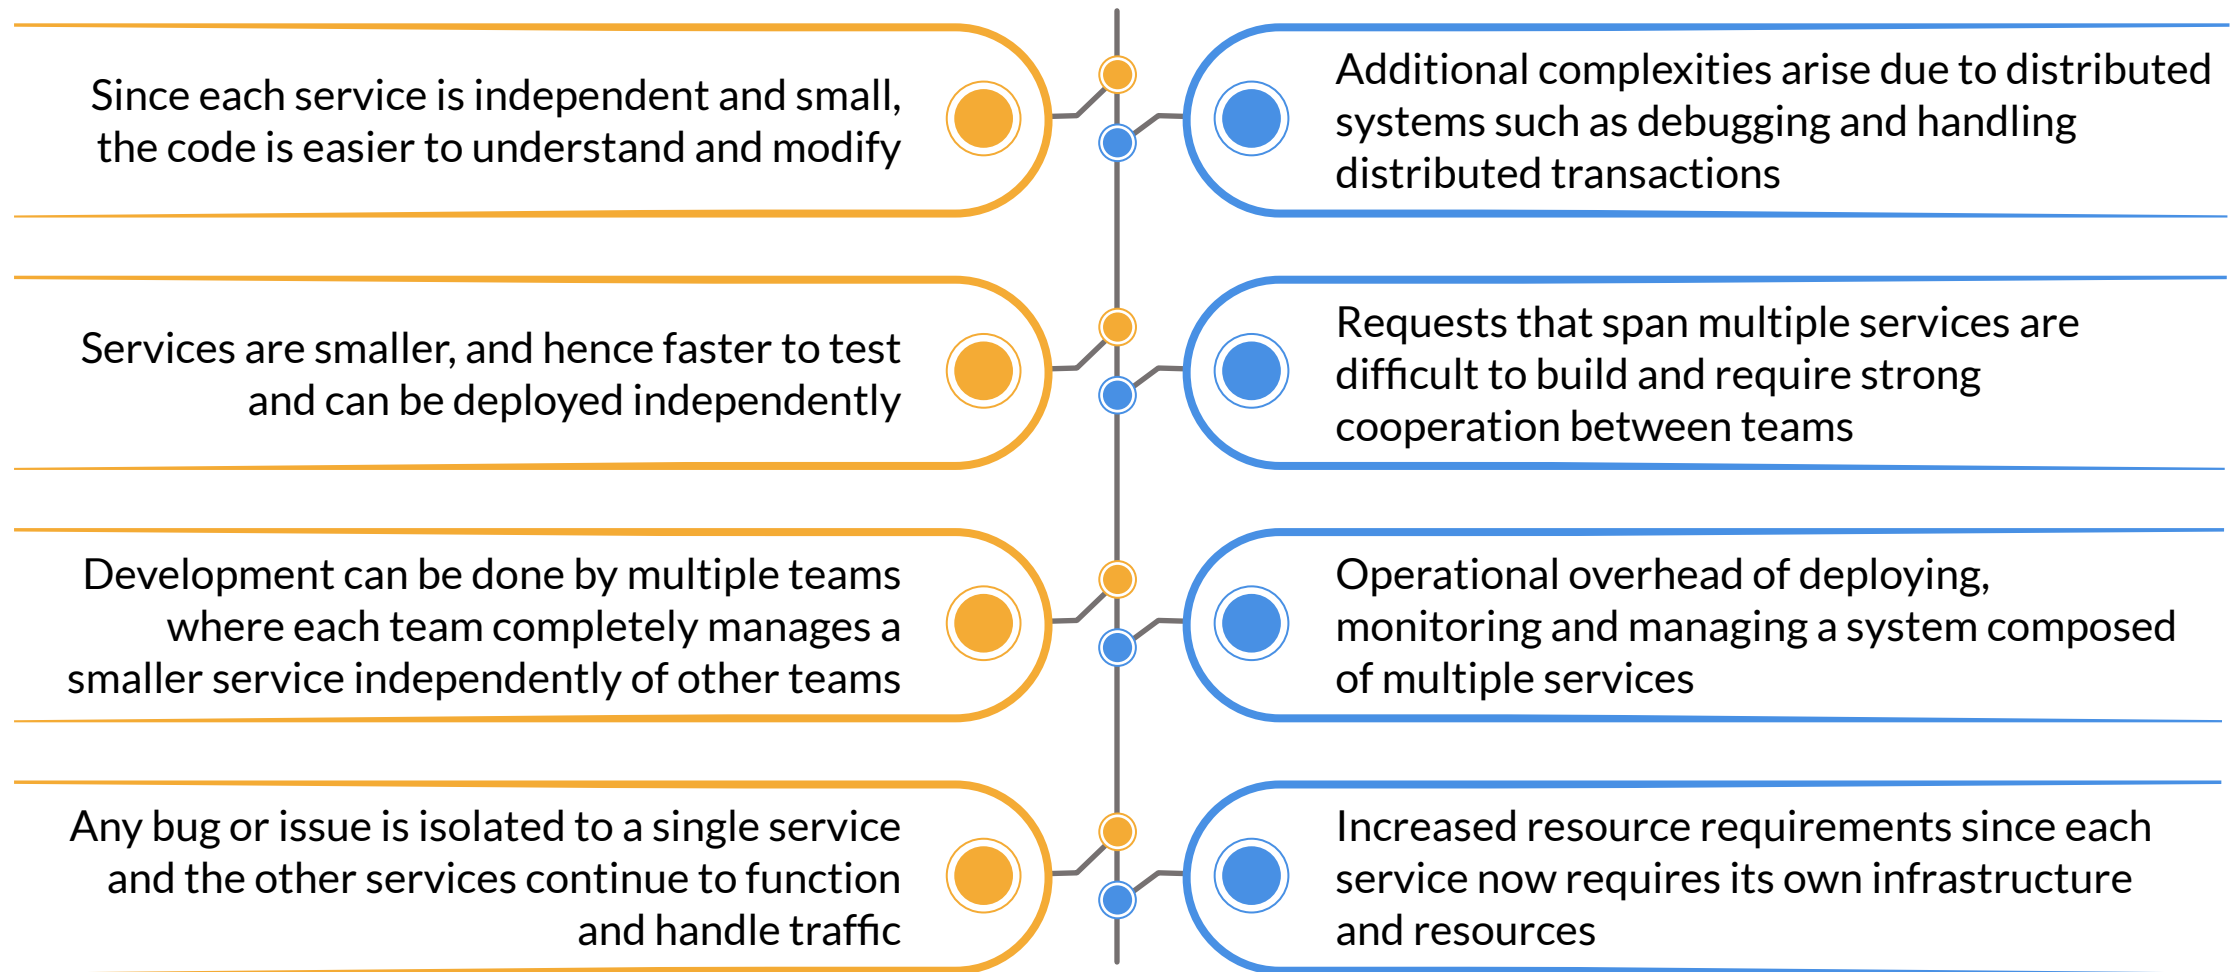 Since each service is independent and small,
the code is easier to understand and modify
Additional complexities arise due to distributed
systems such as debugging and handling
distributed transactions
Services are smaller, and hence faster to test
and can be deployed independently
Requests that span multiple services are
difficult to build and require strong
cooperation between teams
Development can be done by multiple teams
where each team completely manages a
smaller service independently of other teams
Operational overhead of deploying,
monitoring and managing a system composed
of multiple services
Any bug or issue is isolated to a single service
and the other services continue to function
and handle traffic
Increased resource requirements since each
service now requires its own infrastructure
and resources